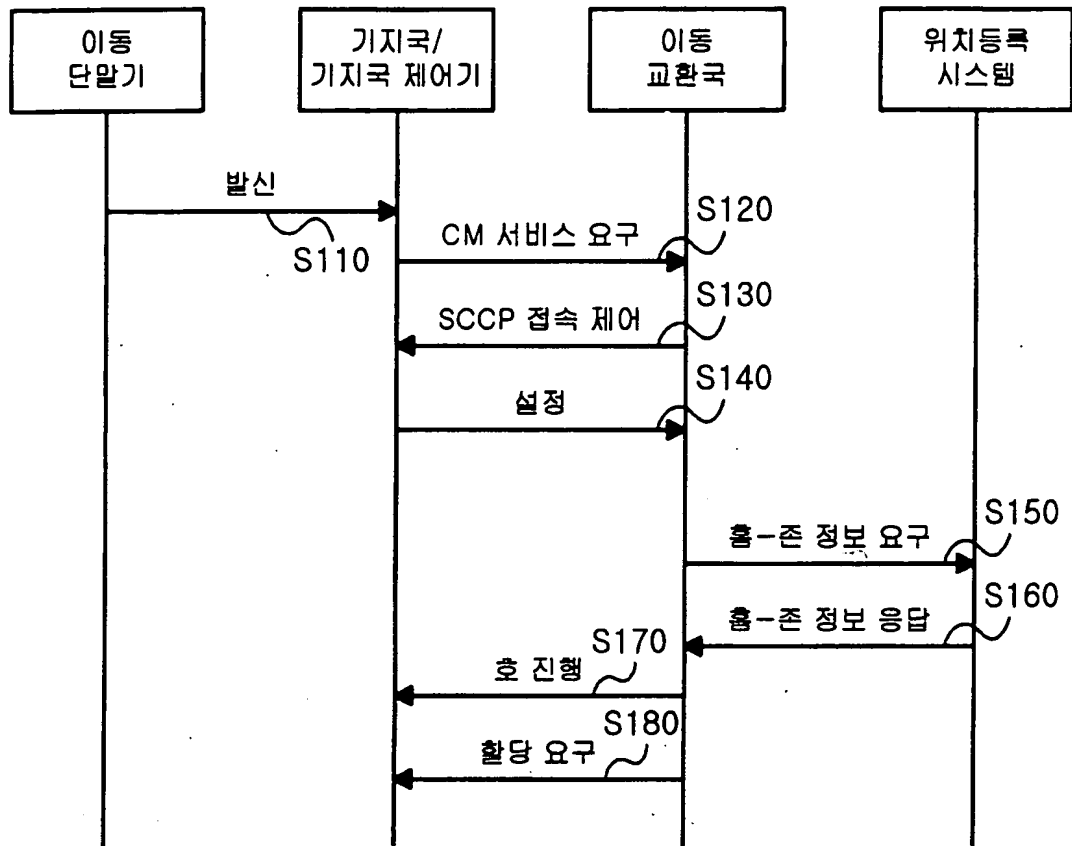 이동
단말기
기지국/
기지국 제어기
이동
교환국
위치등록
시스템
발신
S110
CM 서비스 요구
S120
SCCP 접속 제어
S130
설정
S140
홈-존 정보 요구
S150
홈-존 정보 응답
S160
호 진행
S170
할당 요구
S180